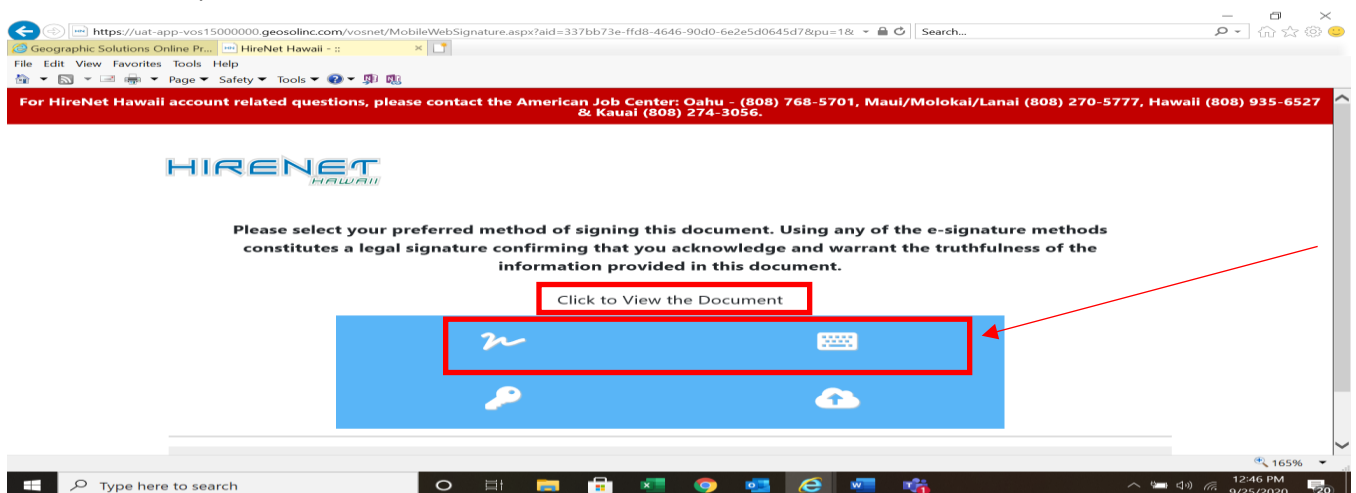 https://uat-app-vos15000000.geosolinc.com/vosnet/MobileWebSignature.aspx?aid=337bb73e-ffd8-4646-90d0-6e2e5d0645d7&pu=1& Search...
Geographic Solutions Online Pr... HireNet Hawaii - ::
File Edit View Favorites Tools Help
Page Safety Tools
For HireNet Hawaii account related questions, please contact the American Job Center: Oahu - (808) 768-5701, Maui/Molokai/Lanai (808) 270-5777, Hawaii (808) 935-6527
& Kauai (808) 274-3056.
HIRENET
HAWAII
Please select your preferred method of signing this document. Using any of the e-signature methods
constitutes a legal signature confirming that you acknowledge and warrant the truthfulness of the
information provided in this document.
Click to View the Document
165%
Type here to search
12:46 PM
9/25/2020
20